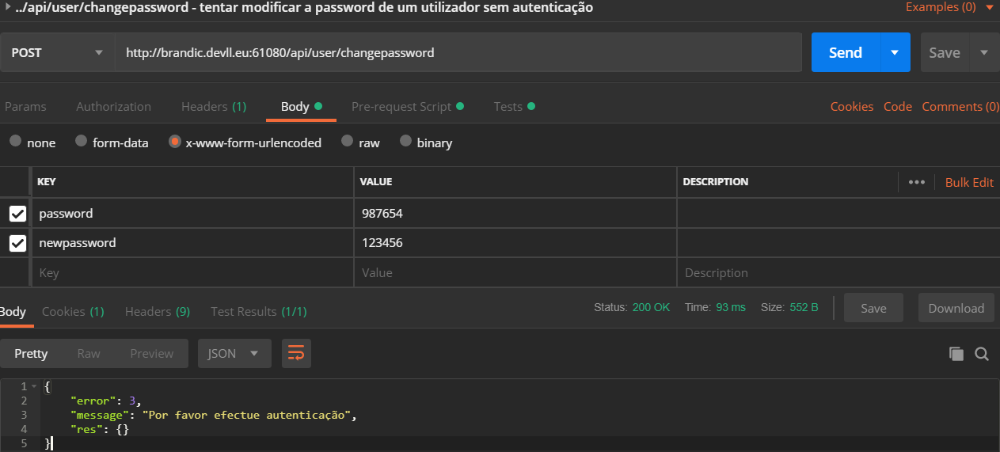 ../api/user/changepassword - tentar modificar a password de um utilizador sem autenticação Examples (0)
POST http://brandic.devll.eu:61080/api/user/changepassword Send Save
Params Authorization Headers (1) Body Pre-request Script Tests Cookies Code Comments (0)
none form-data x-www-form-urlencoded raw binary
KEY VALUE DESCRIPTION ••• Bulk Edit
password 987654
newpassword 123456
Key Value Description
Body Cookies (1) Headers (9) Test Results (1/1) Status: 200 OK Time: 93 ms Size: 552 B Save Download
Pretty Raw Preview JSON
1 {
2 "error": 3,
3 "message": "Por favor efectue autenticação",
4 "res": {}
5 }